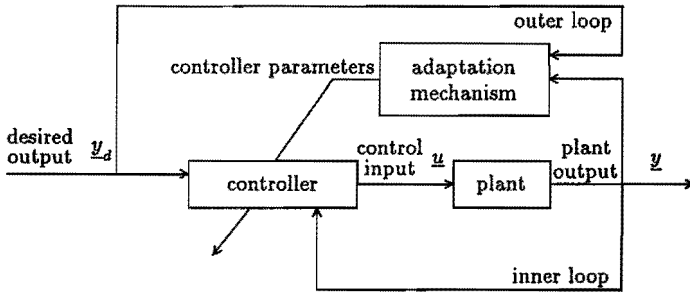 outer loop
controller parameters
adaptation
mechanism
desired
output y_d
controller
control
input u
plant
plant
output
y
inner loop